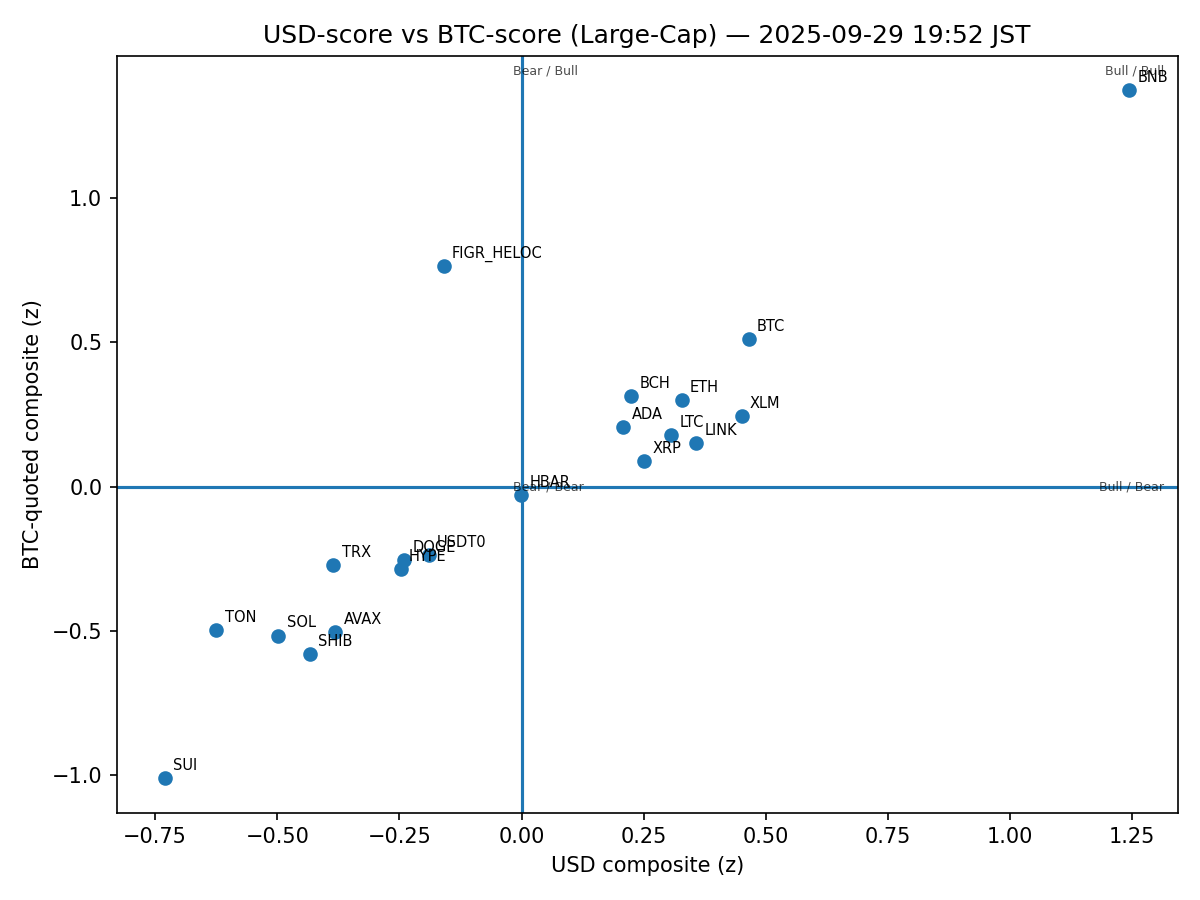 USD-score vs BTC-score (Large-Cap) — 2025-09-29 19:52 JST
Bear / Bull
Bull / Bull
BNB
1.0
FIGR_HELOC
0.5
BTC
BCH
ETH
XLM
ADA
LTC
LINK
XRP
HBAR
0.0
Bear / Bear
Bull / Bear
USDT0
DOGE
HYPE
TRX
TON
SOL
AVAX
−0.5
SHIB
SUI
−1.0
BTC-quoted composite (z)
−0.75 −0.50 −0.25 0.00 0.25 0.50 0.75 1.00 1.25
USD composite (z)